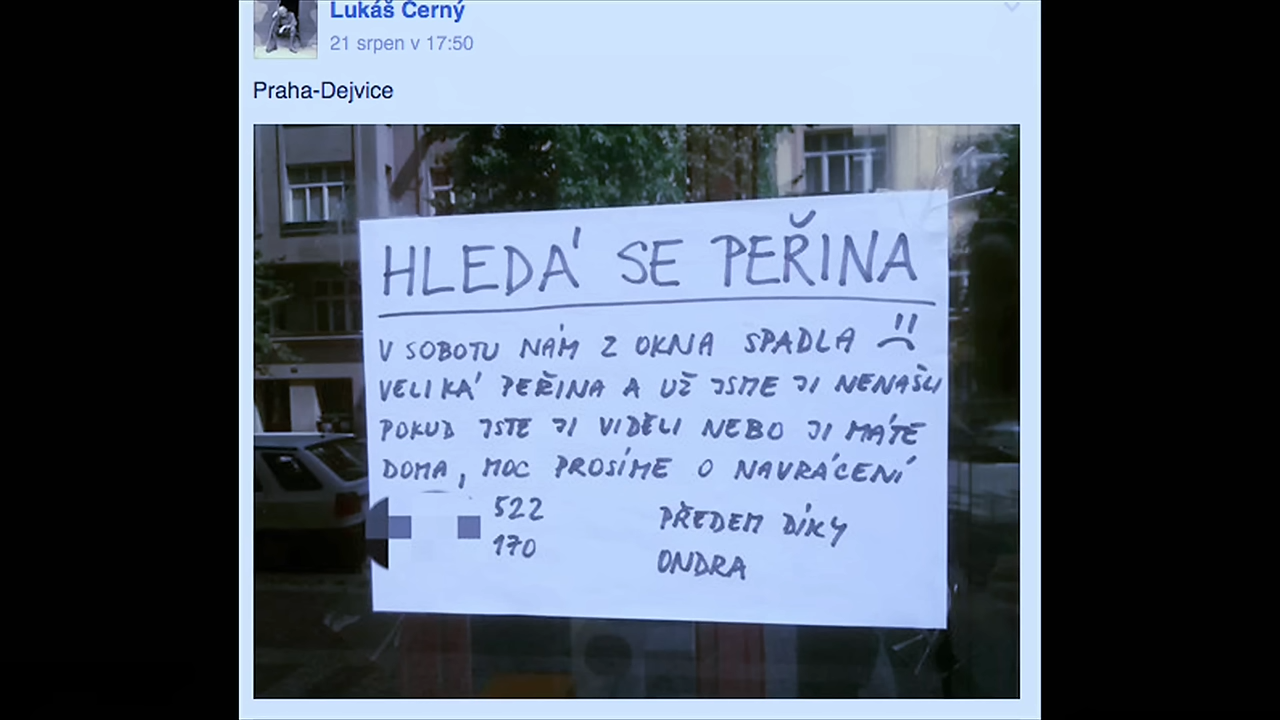 Lukáš Černý
21 srpen v 17:50
Praha-Dejvice
HLEDÁ SE PEŘINA
V SOBOTU NÁM Z OKNA SPADLA
VELIKÁ PEŘINA A UŽ JSME JI NENAŠLI
POKUD JSTE JI VIDĚLI NEBO JI MÁTE
DOMA, MOC PROSÍME O NAVRÁCENÍ
522
170
PŘEDEM DÍKY
ONDRA